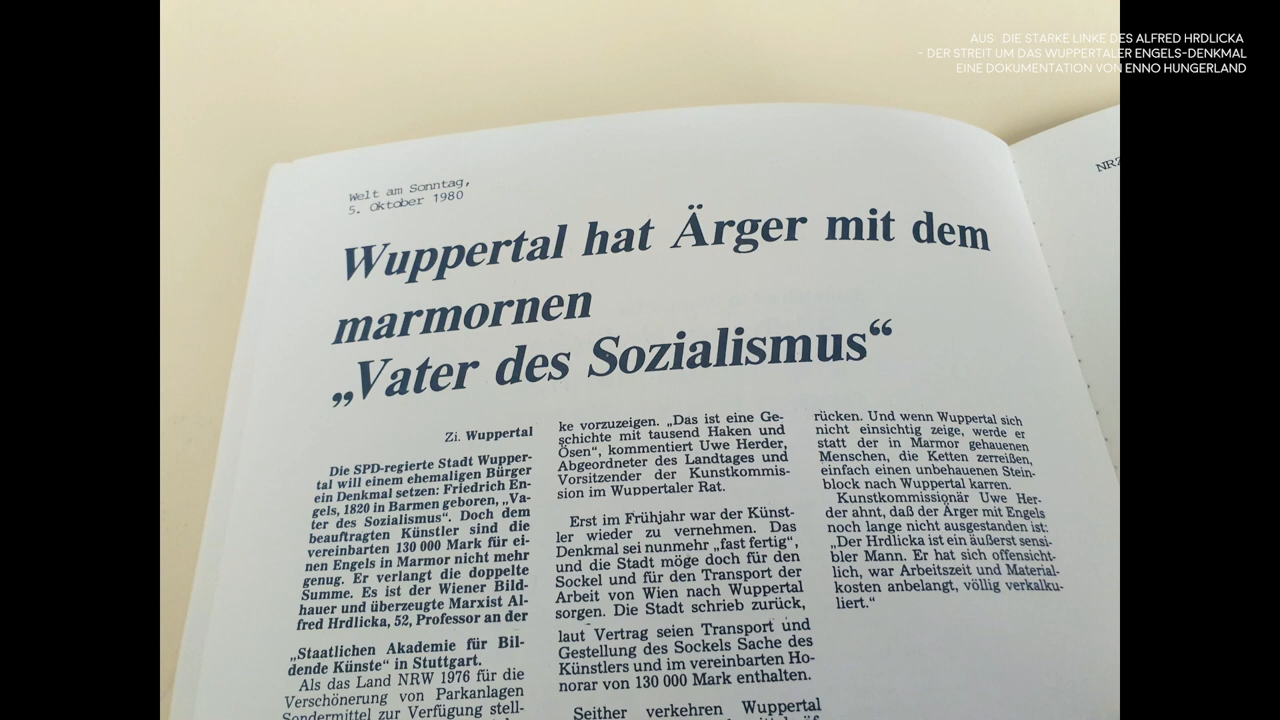 AUS DIE STARKE LINKE DES ALFRED HRDLICKA
- DER STREIT UM DAS WUPPERTALER ENGELS-DENKMAL
EINE DOKUMENTATION VON ENNO HUNGERLAND
Welt am Sonntag,
5. Oktober 1980
Wuppertal hat Ärger mit dem
marmornen
„Vater des Sozialismus“
Zi. Wuppertal
Die SPD-regierte Stadt Wupper-
tal will einem ehemaligen Bürger
ein Denkmal setzen: Friedrich En-
gels, 1820 in Barmen geboren, „Va-
ter des Sozialismus“. Doch dem
beauftragten Künstler sind die
vereinbarten 130 000 Mark für ei-
nen Engels in Marmor nicht mehr
genug. Er verlangt die doppelte
Summe. Es ist der Wiener Bild-
hauer und überzeugte Marxist Al-
fred Hrdlicka, 52, Professor an der
„Staatlichen Akademie für Bil-
dende Künste“ in Stuttgart.
Als das Land NRW 1976 für die
Verschönerung von Parkanlagen
Sondermittel zur Verfügung stell-
ke vorzuzeigen. „Das ist eine Ge-
schichte mit tausend Haken und
Ösen“, kommentiert Uwe Herder,
Abgeordneter des Landtages und
Vorsitzender der Kunstkommis-
sion im Wuppertaler Rat.
Erst im Frühjahr war der Künst-
ler wieder zu vernehmen. Das
Denkmal sei nunmehr „fast fertig“,
und die Stadt möge doch für den
Sockel und für den Transport der
Arbeit von Wien nach Wuppertal
sorgen. Die Stadt schrieb zurück,
laut Vertrag seien Transport und
Gestellung des Sockels Sache des
Künstlers und im vereinbarten Ho-
norar von 130 000 Mark enthalten.
Seither verkehren Wuppertal
rücken. Und wenn Wuppertal sich
nicht einsichtig zeige, werde er
statt der in Marmor gehauenen
Menschen, die Ketten zerreißen,
einfach einen unbehauenen Stein-
block nach Wuppertal karren.
Kunstkommissionär Uwe Her-
der ahnt, daß der Ärger mit Engels
noch lange nicht ausgestanden ist:
„Der Hrdlicka ist ein äußerst sensi-
bler Mann. Er hat sich offensicht-
lich, war Arbeitszeit und Material-
kosten anbelangt, völlig verkalku-
liert.“
NRZ